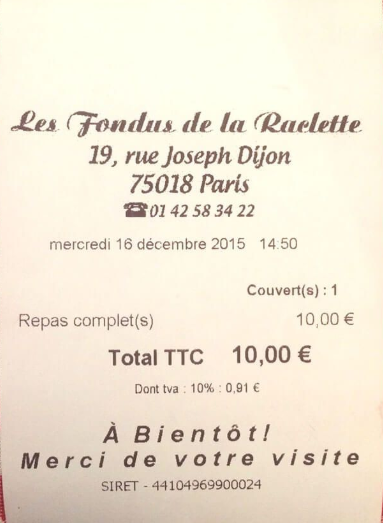 Les Fondus de la Raclette
19, rue Joseph Dijon
75018 Paris
☎01 42 58 34 22
mercredi 16 décembre 2015 14:50
Couvert(s) : 1
Repas complet(s) 10,00 €
Total TTC 10,00 €
Dont tva : 10% : 0,91 €
À Bientôt!
Merci de votre visite
SIRET - 44104969900024